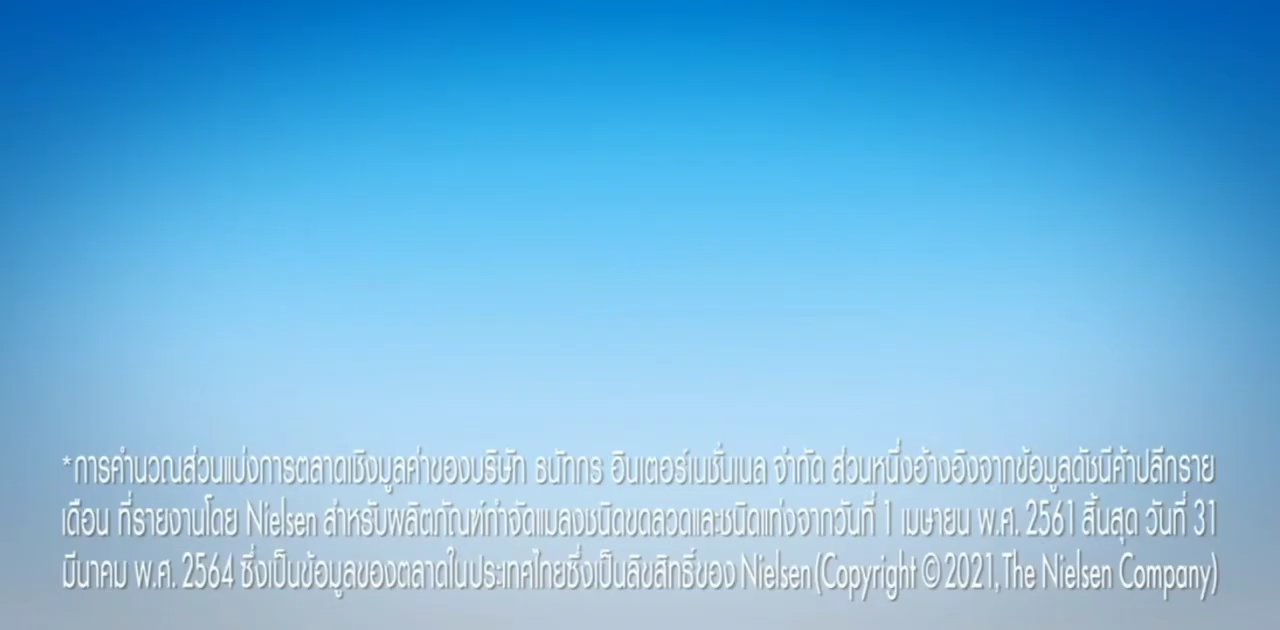 *การคำนวณส่วนแบ่งการตลาดเชิงมูลค่าของบริษัท ธนัทกร อินเตอร์เนชั่นเนล จำกัด ส่วนหนึ่งอ้างอิงจากข้อมูลดัชนีค้าปลีกราย
เดือน ที่รายงานโดย Nielsen สำหรับผลิตภัณฑ์กำจัดแมลงชนิดขดลวดและชนิดแท่งจากวันที่ 1 เมษายน พ.ศ. 2561 สิ้นสุด วันที่ 31
มีนาคม พ.ศ. 2564 ซึ่งเป็นข้อมูลของตลาดในประเทศไทยซึ่งเป็นลิขสิทธิ์ของ Nielsen (Copyright © 2021, The Nielsen Company)